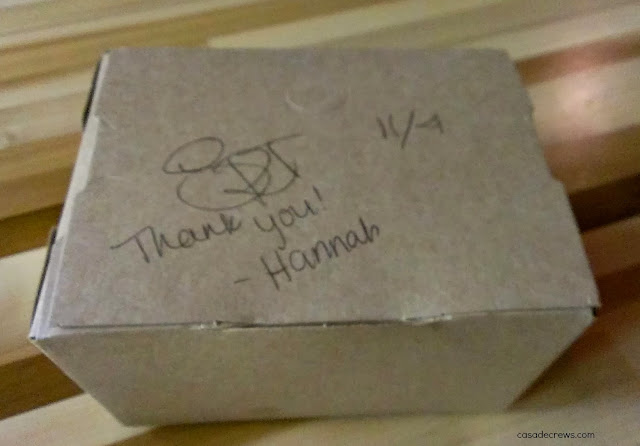 11/4
Thank you!
- Hannah
casadecrews.com